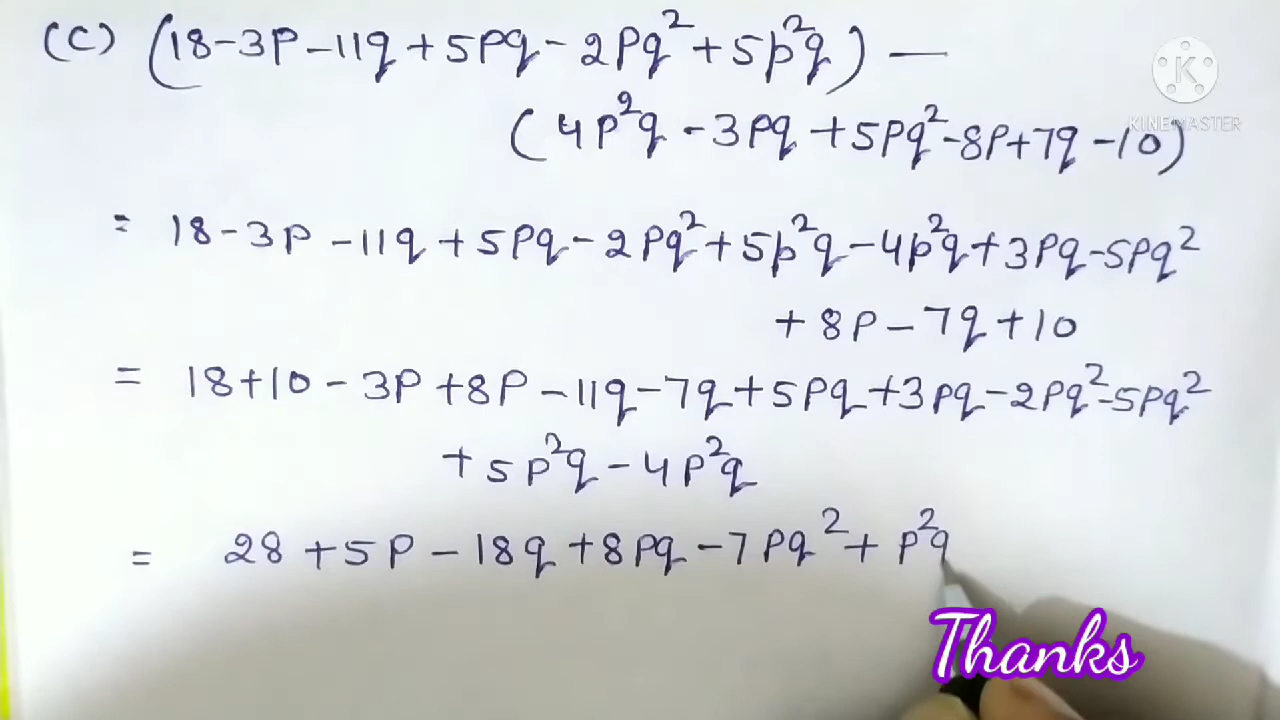 (C) (18-3p-11q+5pq-2pq²+5p²q) —
(4p²q-3pq+5pq²-8p+7q-10)
= 18-3p-11q+5pq-2pq²+5p²q-4p²q+3pq-5pq²
+8p-7q+10
= 18+10-3p+8p-11q-7q+5pq+3pq-2pq²-5pq²
+5p²q-4p²q
= 28+5p-18q+8pq-7pq²+p²q
K
KINEMASTER
Thanks